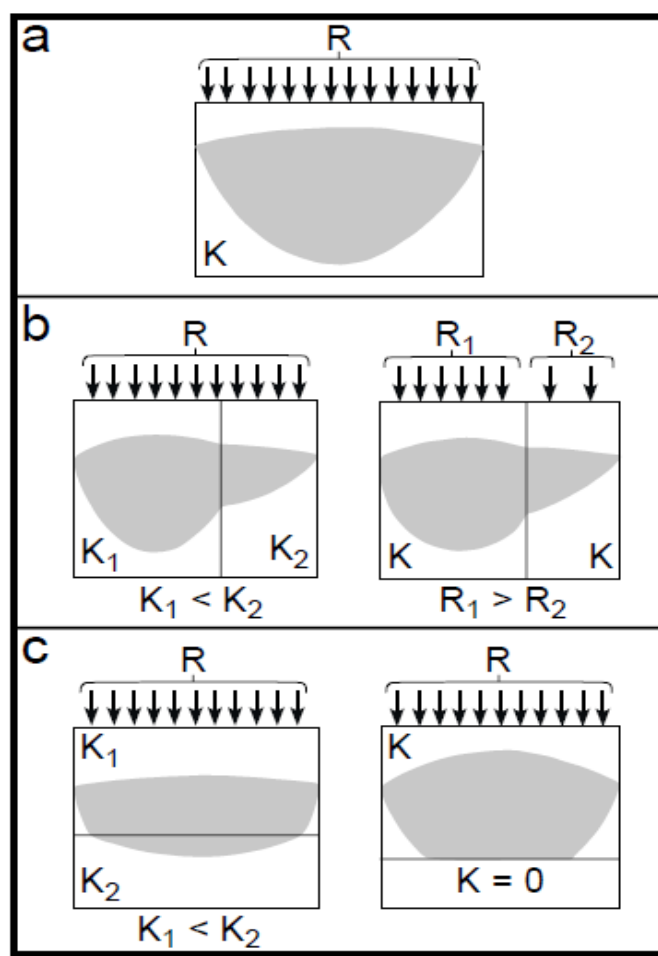 a
R
K
b
R
K₁
K₂
K₁ < K₂
R₁ R₂
K K
R₁ > R₂
c
R
K₁
K₂
K₁ < K₂
R
K
K = 0